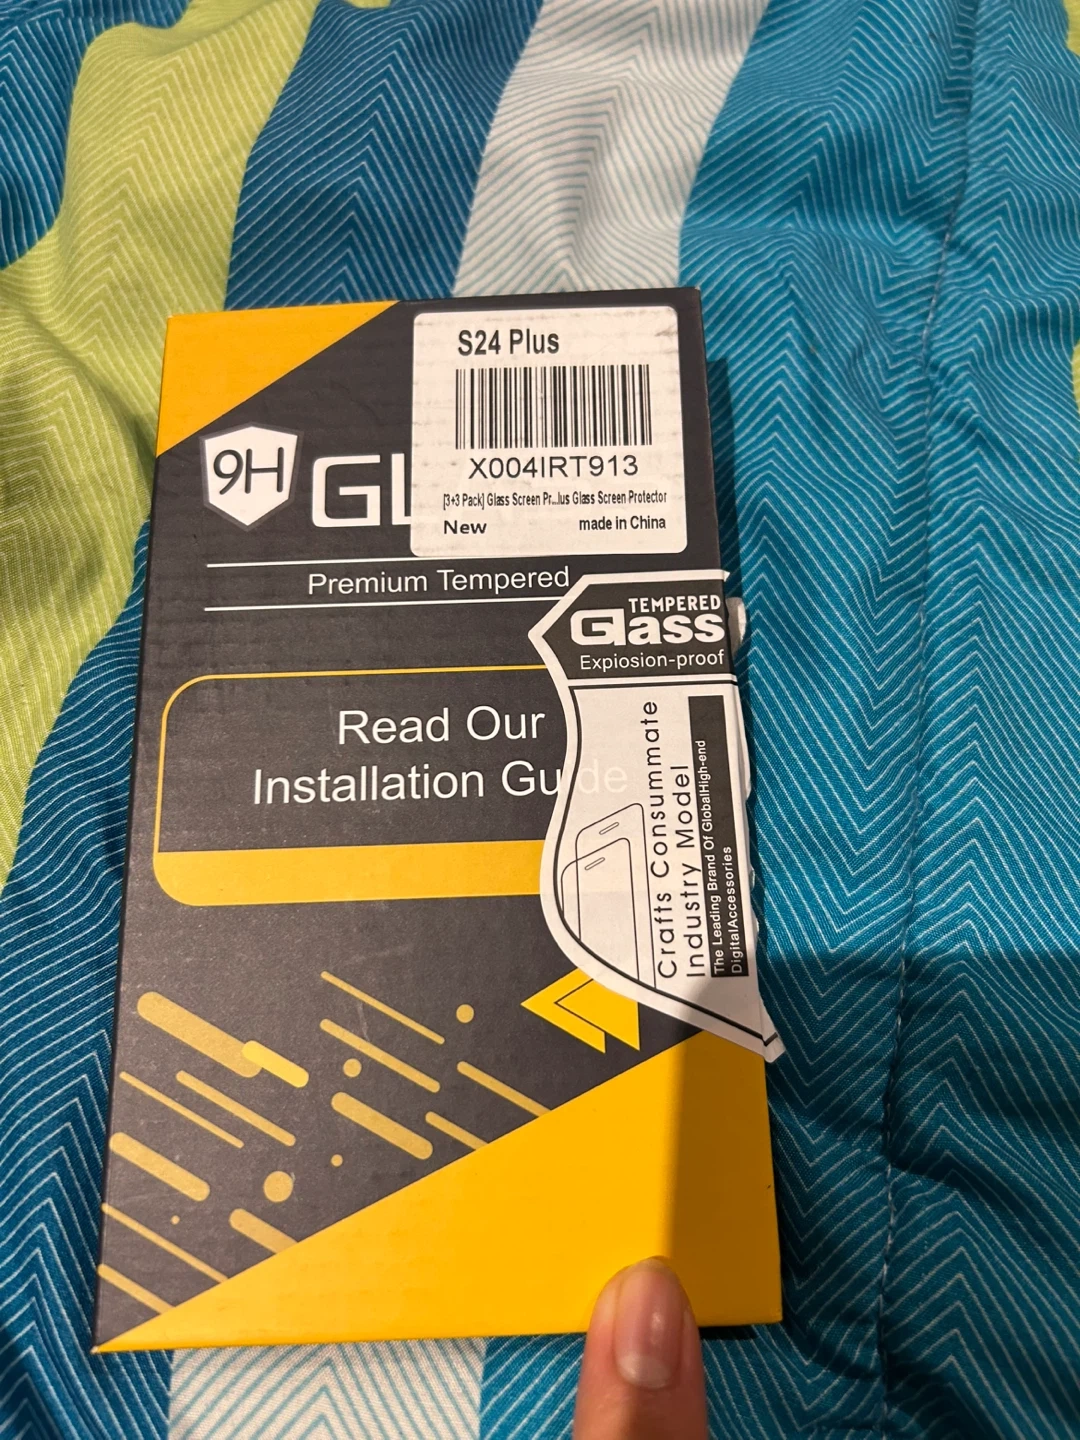 S24 Plus
X004IRT913
[3+3 Pack] Glass Screen Pr...lus Glass Screen Protector
New made in China
9H GL
Premium Tempered
TEMPERED
Glass
Expiosion-proof
Read Our
Installation Guide
Crafts Consummate
Industry Model
The Leading Brand Of GlobalHigh-end
DigitalAccessories